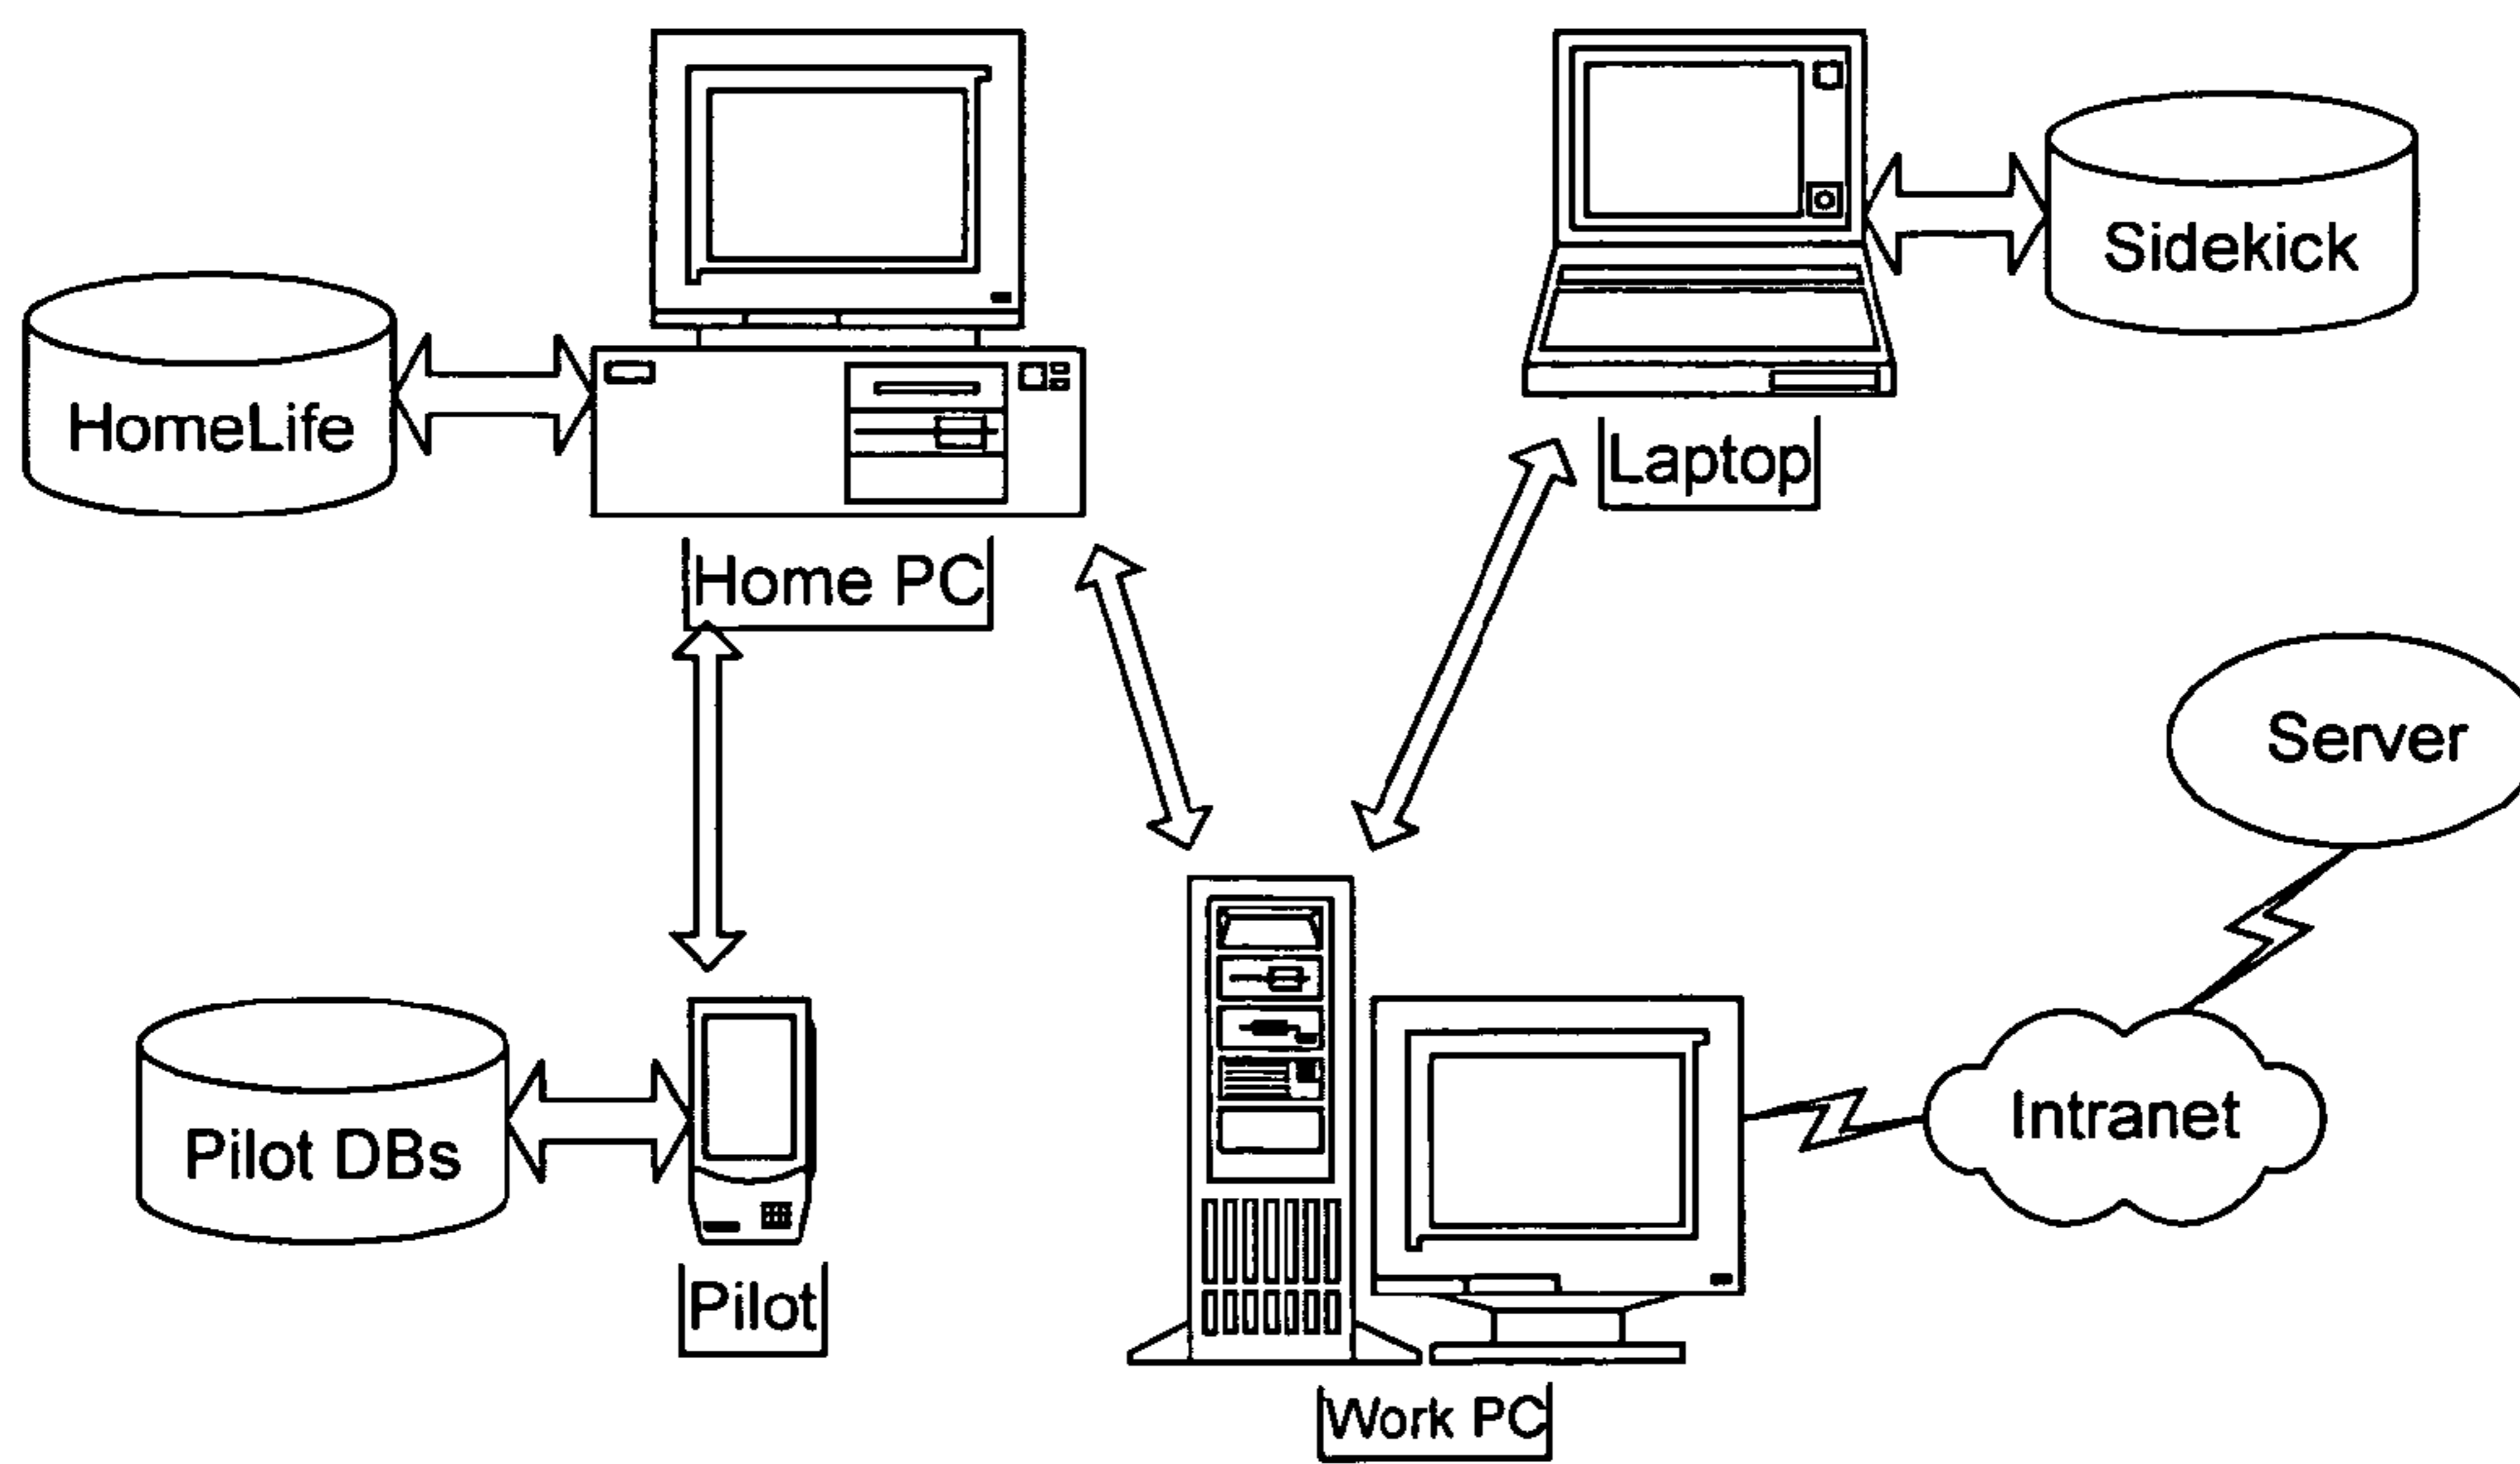 Sidekick
HomeLife
Laptop
Home PC
Server
Intranet
Pilot DBs
Pilot
Work PC